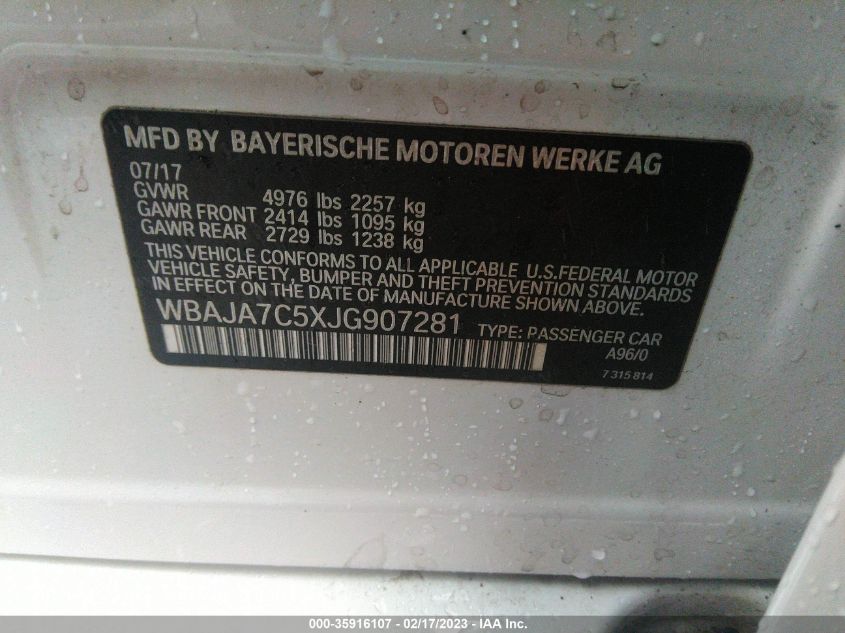 MFD BY BAYERISCHE MOTOREN WERKE AG
07/17
GVWR 4976 lbs 2257 kg
GAWR FRONT 2414 lbs 1095 kg
GAWR REAR 2729 lbs 1238 kg
THIS VEHICLE CONFORMS TO ALL APPLICABLE U.S.FEDERAL MOTOR
VEHICLE SAFETY, BUMPER AND THEFT PREVENTION STANDARDS
IN EFFECT ON THE DATE OF MANUFACTURE SHOWN ABOVE.
WBAJA7C5XJG907281 TYPE: PASSENGER CAR
A96/0
7 315 814
000-35916107 - 02/17/2023 - IAAI.com